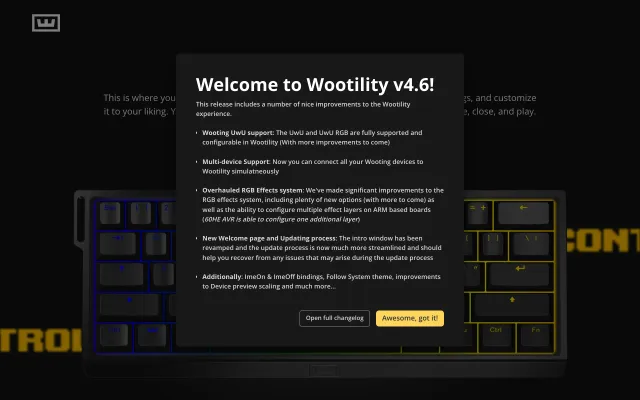 Welcome to Wootility v4.6!
This is where you
gs, and customize
This release includes a number of nice improvements to the Wootility
it to your liking. Y
e, close, and play.
experience.
Wooting UwU support: The UwU and UwU RGB are fully supported and
configurable in Wootility (With more improvements to come)
Multi-device Support: Now you can connect all your Wooting devices to
Wootility simulatneously
Overhauled RGB Effects system: We've made significant improvements to the
RGB effects system, including plenty of new options (with more to come) as
well as the ability to configure multiple effect layers on ARM based boards
(60HE AVR is able to configure one additional layer)
New Welcome page and Updating process: The intro window has been
revamped and the update process is now much more streamlined and should
help you recover from any issues that may arise during the update process
Additionally: ImeOn & ImeOff bindings, Follow System theme, improvements
to Device preview scaling and much more...
Open full changelog
Awesome, got it!
CONT
TROL
Ctrl
Fn